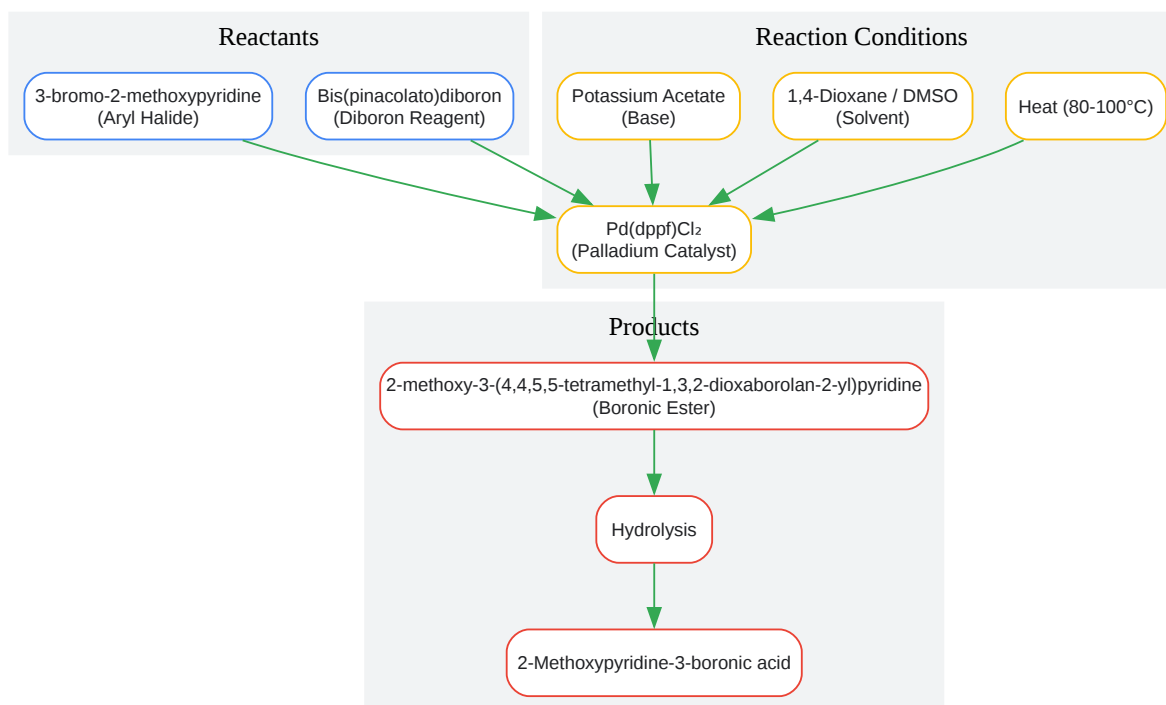 Reactants
Reaction Conditions
3-bromo-2-methoxypyridine
(Aryl Halide)
Bis(pinacolato)diboron
(Diboron Reagent)
Potassium Acetate
(Base)
1,4-Dioxane / DMSO
(Solvent)
Heat (80-100°C)
Pd(dppf)Cl₂
(Palladium Catalyst)
Products
2-methoxy-3-(4,4,5,5-tetramethyl-1,3,2-dioxaborolan-2-yl)pyridine
(Boronic Ester)
Hydrolysis
2-Methoxypyridine-3-boronic acid